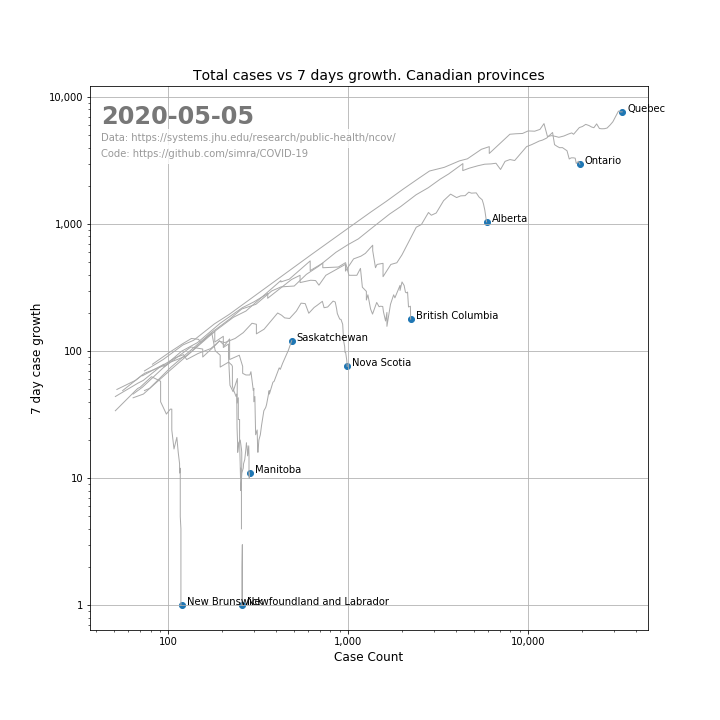 Total cases vs 7 days growth. Canadian provinces
10,000
1,000
100
10
1
7 day case growth
2020-05-05
Data: https://systems.jhu.edu/research/public-health/ncov/
Code: https://github.com/simra/COVID-19
Quebec
Ontario
Alberta
British Columbia
Saskatchewan
Nova Scotia
Manitoba
New Brunswick
Newfoundland and Labrador
100
1,000
10,000
Case Count